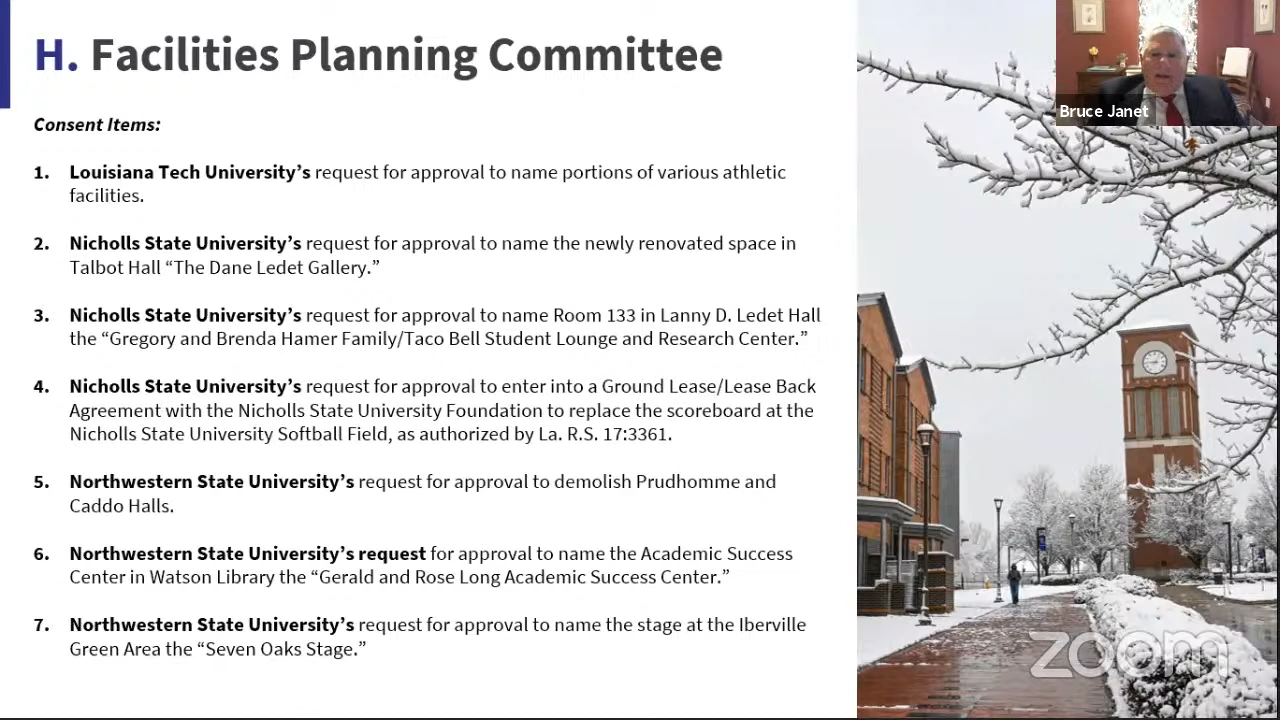 H. Facilities Planning Committee
Consent Items:
1. Louisiana Tech University’s request for approval to name portions of various athletic
facilities.
2. Nicholls State University’s request for approval to name the newly renovated space in
Talbot Hall “The Dane Ledet Gallery.”
3. Nicholls State University’s request for approval to name Room 133 in Lanny D. Ledet Hall
the “Gregory and Brenda Hamer Family/Taco Bell Student Lounge and Research Center.”
4. Nicholls State University’s request for approval to enter into a Ground Lease/Lease Back
Agreement with the Nicholls State University Foundation to replace the scoreboard at the
Nicholls State University Softball Field, as authorized by La. R.S. 17:3361.
5. Northwestern State University’s request for approval to demolish Prudhomme and
Caddo Halls.
6. Northwestern State University’s request for approval to name the Academic Success
Center in Watson Library the “Gerald and Rose Long Academic Success Center.”
7. Northwestern State University’s request for approval to name the stage at the Iberville
Green Area the “Seven Oaks Stage.”
Bruce Janet
zoom